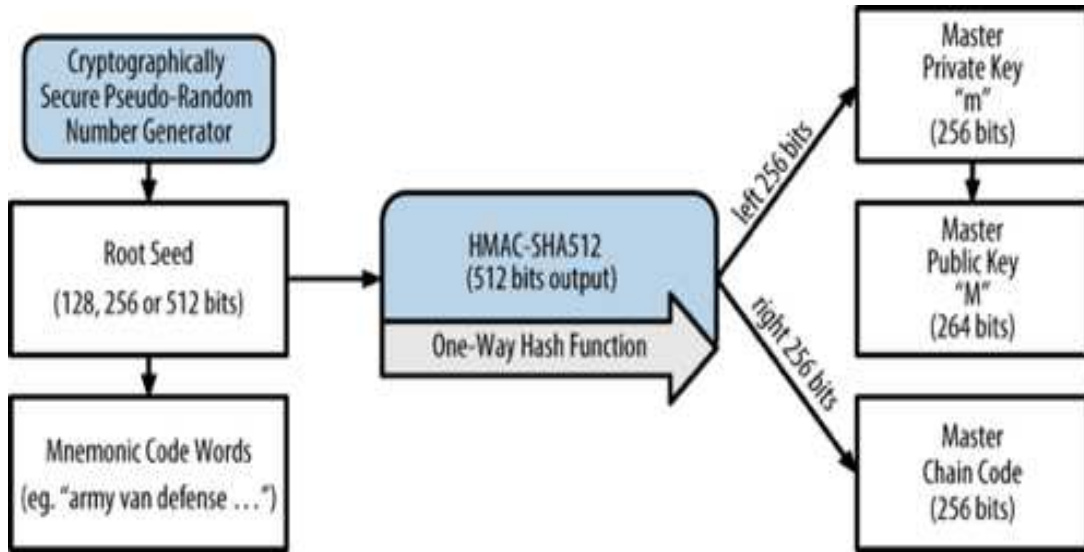 Cryptographically
Secure Pseudo-Random
Number Generator
Root Seed
(128, 256 or 512 bits)
Mnemonic Code Words
(eg. “army van defense ...”)
HMAC-SHA512
(512 bits output)
One-Way Hash Function
left 256 bits
right 256 bits
Master
Private Key
“m”
(256 bits)
Master
Public Key
“M”
(264 bits)
Master
Chain Code
(256 bits)